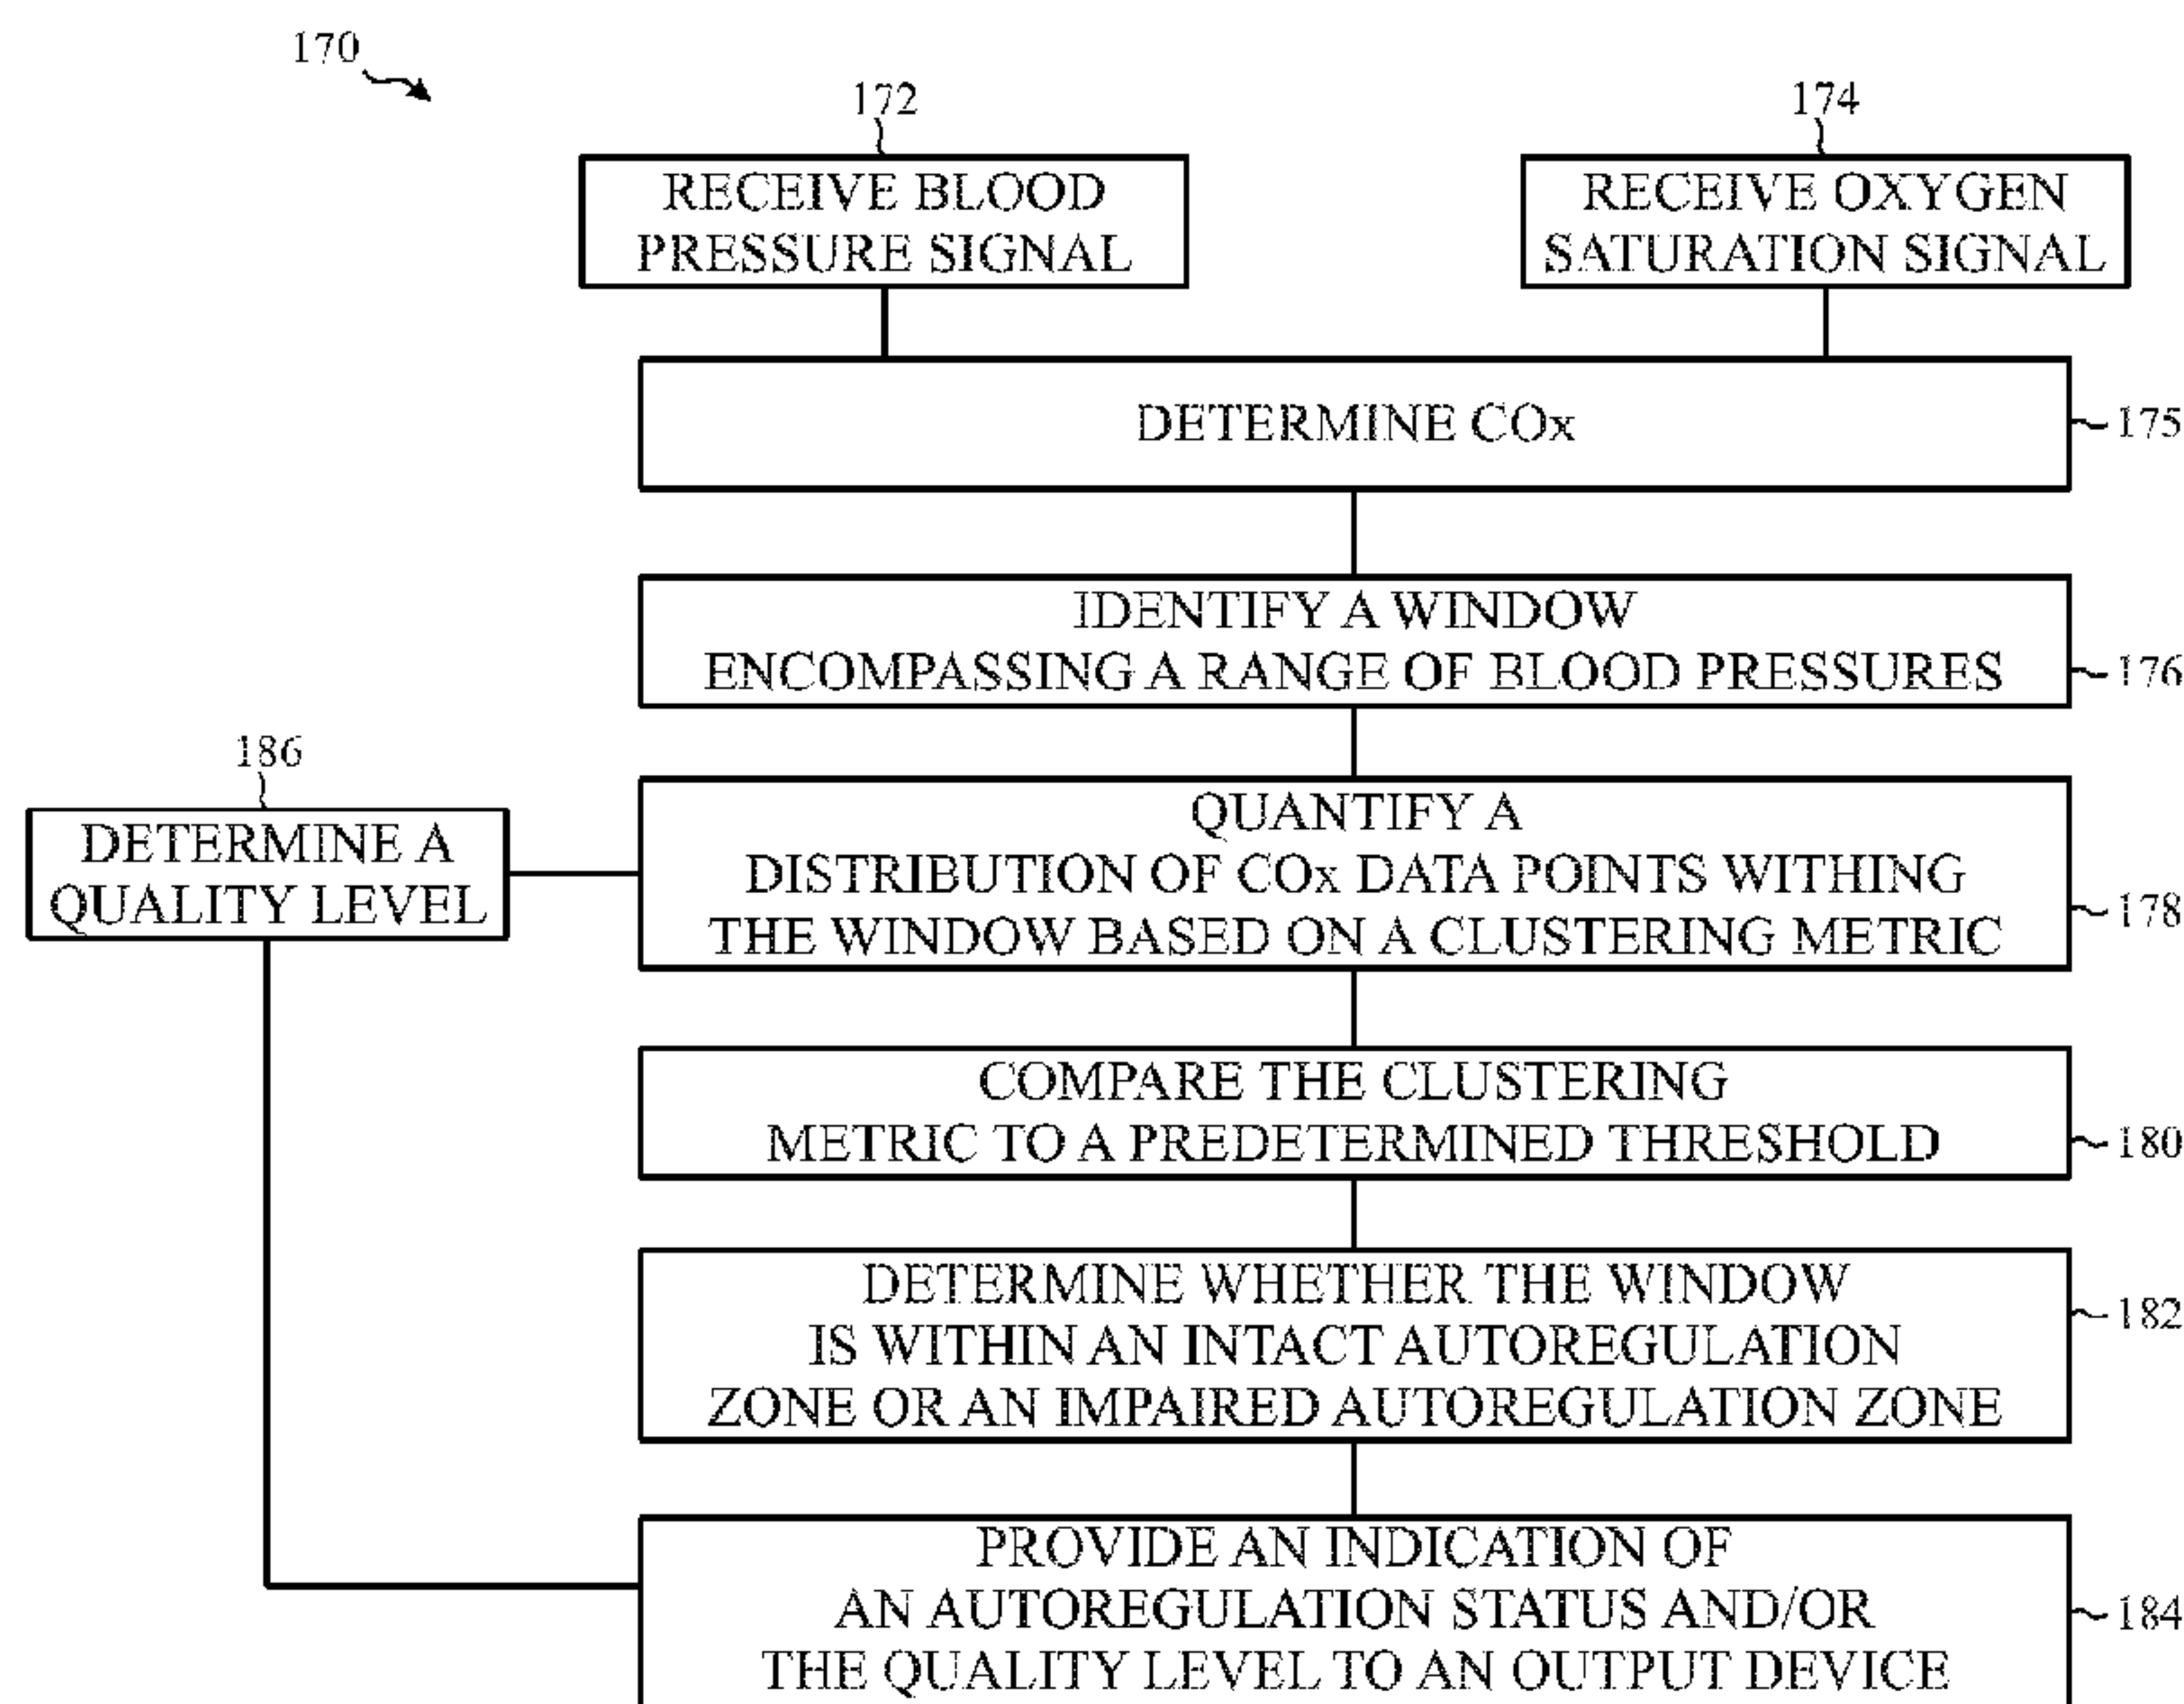 170
172
174
RECEIVE BLOOD
PRESSURE SIGNAL
RECEIVE OXYGEN
SATURATION SIGNAL
DETERMINE COx
175
IDENTIFY A WINDOW
ENCOMPASSING A RANGE OF BLOOD PRESSURES
176
186
DETERMINE A
QUALITY LEVEL
QUANTIFY A
DISTRIBUTION OF COx DATA POINTS WITHING
THE WINDOW BASED ON A CLUSTERING METRIC
178
COMPARE THE CLUSTERING
METRIC TO A PREDETERMINED THRESHOLD
180
DETERMINE WHETHER THE WINDOW
IS WITHIN AN INTACT AUTOREGULATION
ZONE OR AN IMPAIRED AUTOREGULATION ZONE
182
PROVIDE AN INDICATION OF
AN AUTOREGULATION STATUS AND/OR
THE QUALITY LEVEL TO AN OUTPUT DEVICE
184